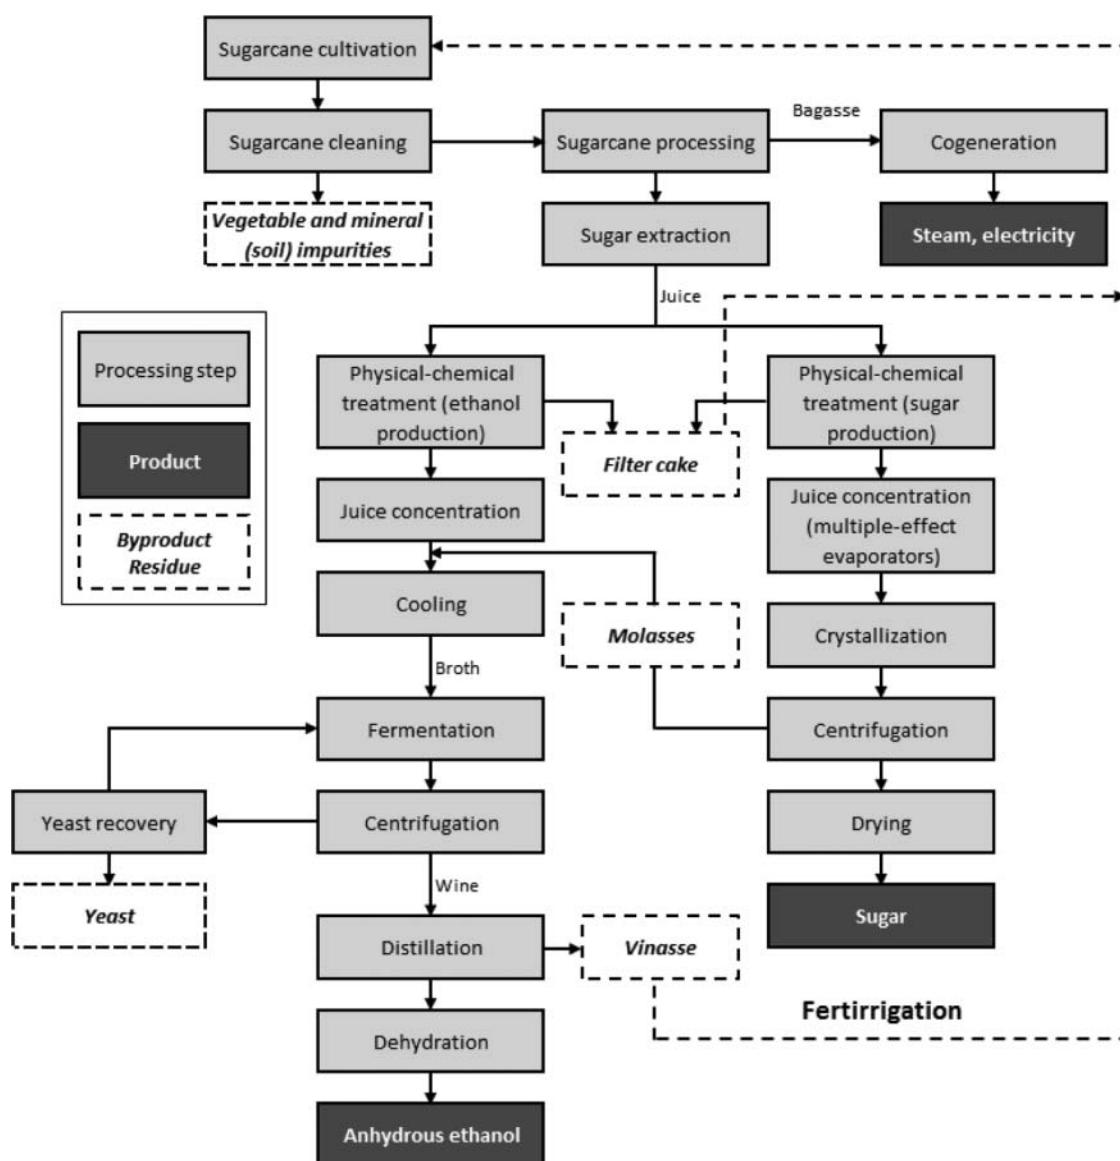 Sugarcane cultivation
Sugarcane cleaning
Sugarcane processing
Bagasse
Cogeneration
Vegetable and mineral
(soil) impurities
Sugar extraction
Steam, electricity
Juice
Processing step
Product
Byproduct
Residue
Physical-chemical
treatment (ethanol
production)
Physical-chemical
treatment (sugar
production)
Filter cake
Juice concentration
Juice concentration
(multiple-effect
evaporators)
Cooling
Molasses
Crystallization
Broth
Fermentation
Centrifugation
Yeast recovery
Centrifugation
Drying
Wine
Yeast
Sugar
Distillation
Vinasse
Fertirrigation
Dehydration
Anhydrous ethanol